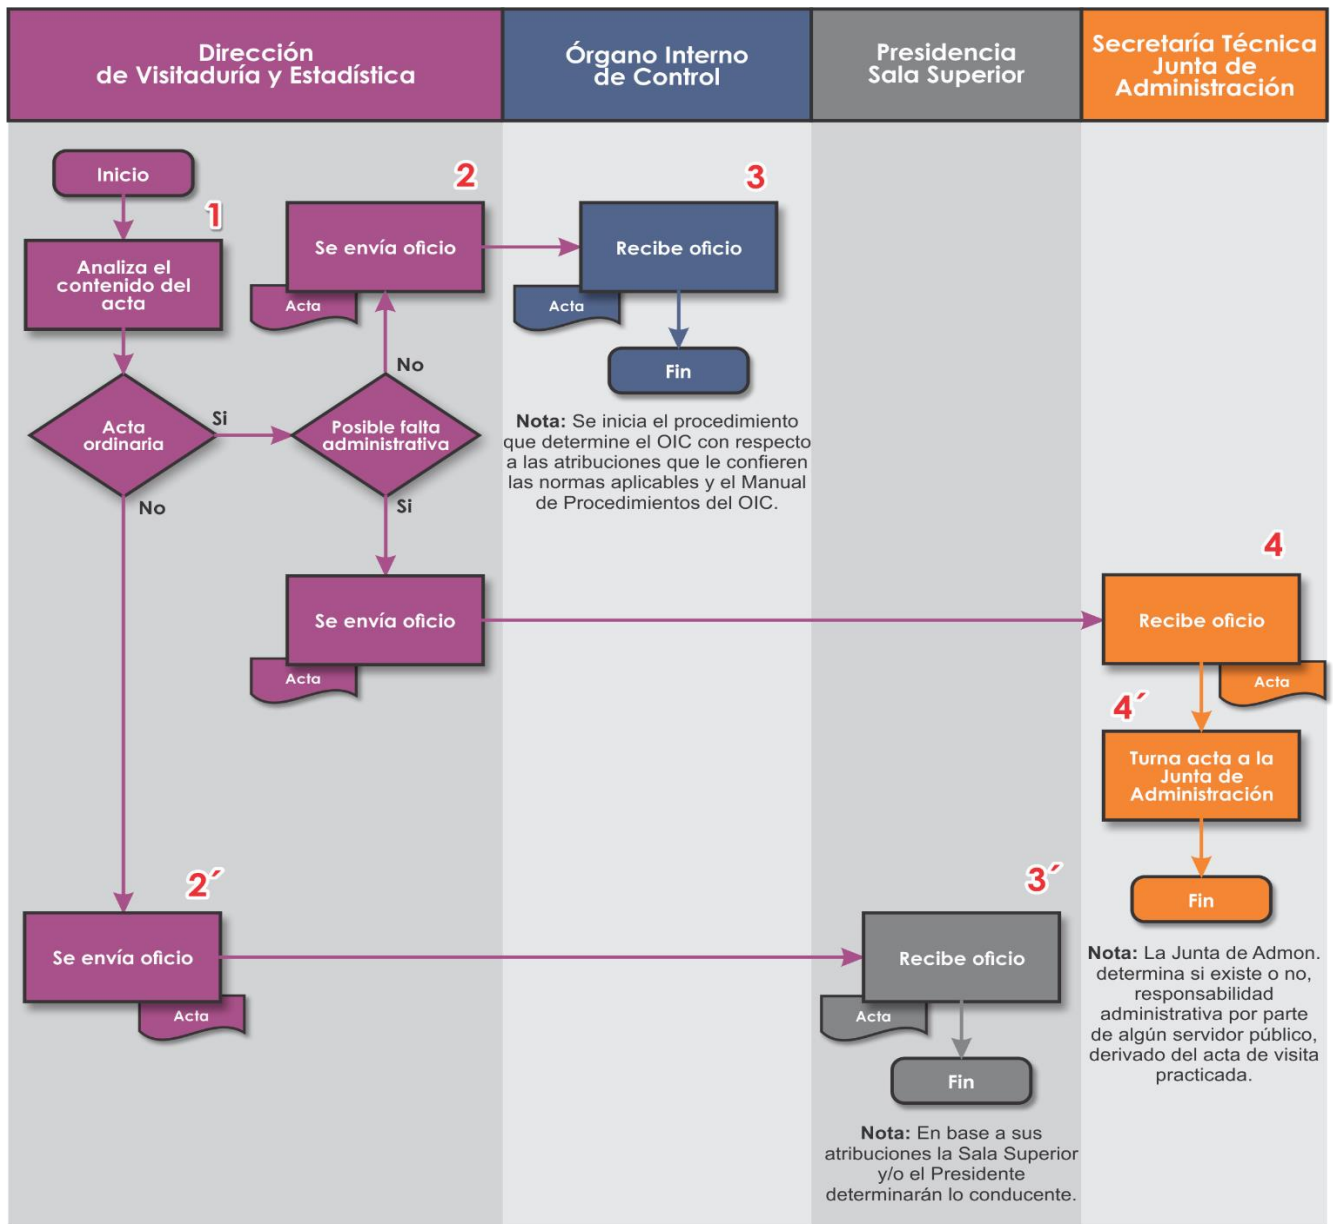 Dirección
de Visitaduría y Estadística
Órgano Interno
de Control
Presidencia
Sala Superior
Secretaría Técnica
Junta de
Administración
Inicio
1
Analiza el
contenido del
acta
Acta
ordinaria
Si
No
2
Se envía oficio
Acta
No
Posible falta
administrativa
Si
Se envía oficio
Acta
2´
Se envía oficio
Acta
3
Recibe oficio
Acta
Fin
Nota: Se inicia el procedimiento
que determine el OIC con respecto
a las atribuciones que le confieren
las normas aplicables y el Manual
de Procedimientos del OIC.
3´
Recibe oficio
Acta
Fin
Nota: En base a sus
atribuciones la Sala Superior
y/o el Presidente
determinarán lo conducente.
4
Recibe oficio
Acta
4´
Turna acta a la
Junta de
Administración
Fin
Nota: La Junta de Admon.
determina si existe o no,
responsabilidad
administrativa por parte
de algún servidor público,
derivado del acta de visita
practicada.